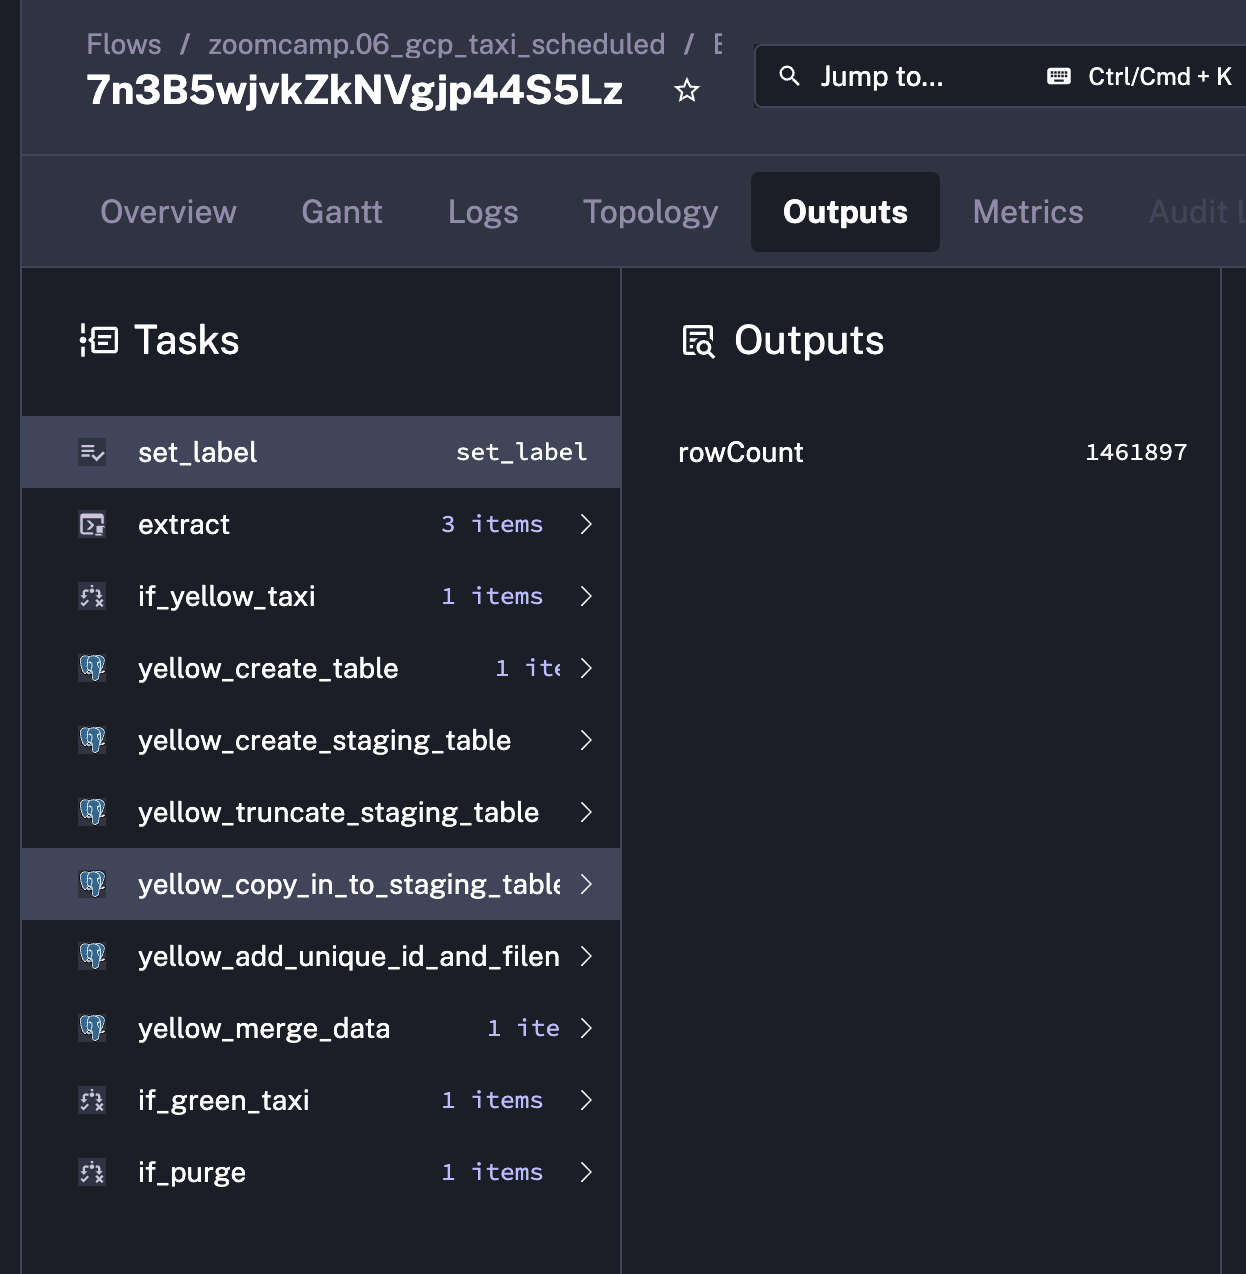 Flows / zoomcamp.06_gcp_taxi_scheduled /
7n3B5wjvkZkNVgjp44S5Lz
Jump to... Ctrl/Cmd + K
Overview Gantt Logs Topology Outputs Metrics Audit
Tasks
set_label set_label
extract 3 items
if_yellow_taxi 1 items
yellow_create_table 1 ite
yellow_create_staging_table
yellow_truncate_staging_table
yellow_copy_in_to_staging_table
yellow_add_unique_id_and_filen
yellow_merge_data 1 ite
if_green_taxi 1 items
if_purge 1 items
Outputs
rowCount 1461897